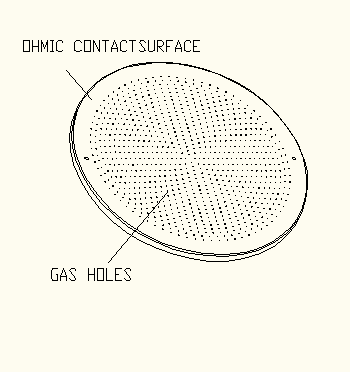 OHMIC CONTACTSURFACE
GAS HOLES